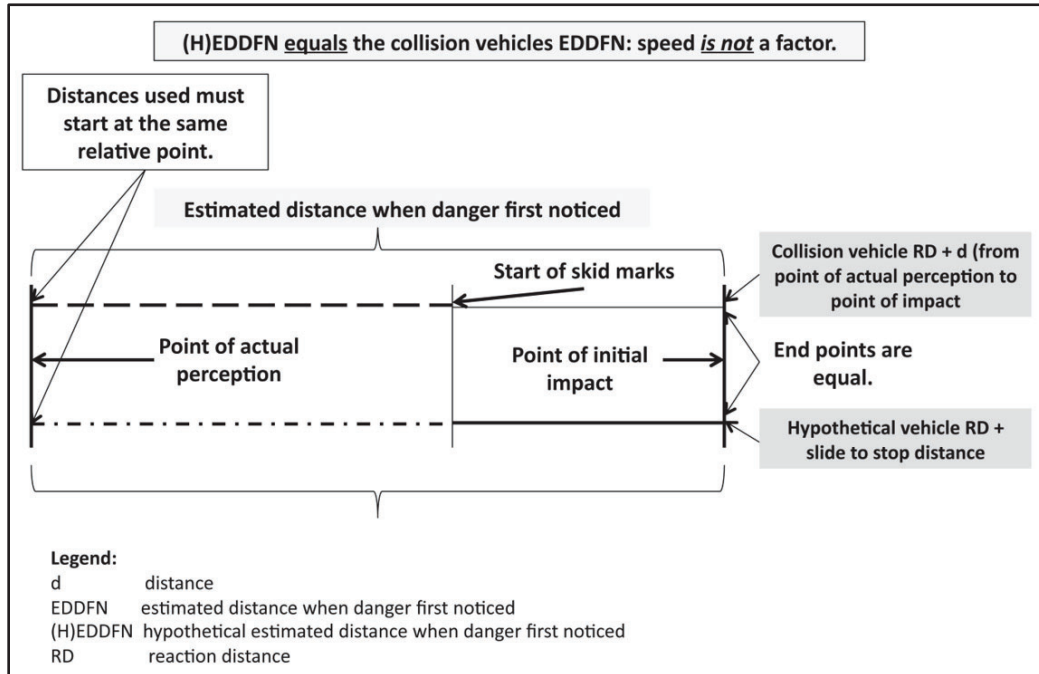 (H)EDDFN equals the collision vehicles EDDFN: speed is not a factor.
Distances used must
start at the same
relative point.
Estimated distance when danger first noticed
Start of skid marks
Collision vehicle RD + d (from
point of actual perception to
point of impact
Point of actual
perception
Point of initial
impact
End points are
equal.
Hypothetical vehicle RD +
slide to stop distance
Legend:
d distance
EDDFN estimated distance when danger first noticed
(H)EDDFN hypothetical estimated distance when danger first noticed
RD reaction distance